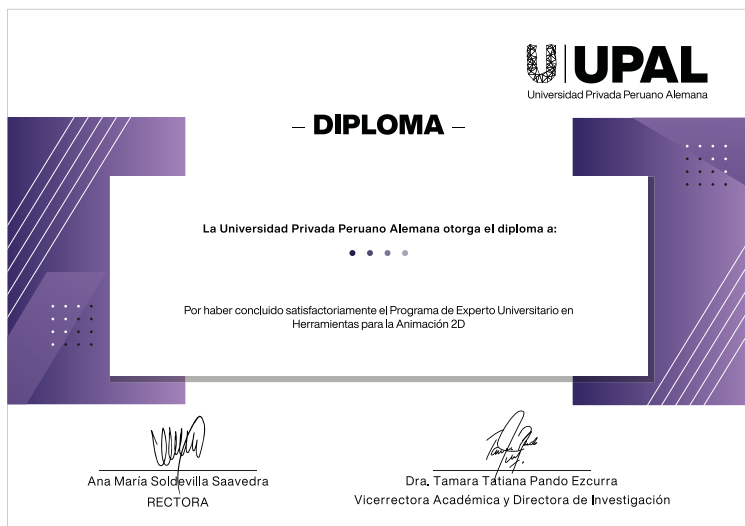 UPAL
Universidad Privada Peruano Alemana
– DIPLOMA –
La Universidad Privada Peruano Alemana otorga el diploma a:
Por haber concluido satisfactoriamente el Programa de Experto Universitario en
Herramientas para la Animación 2D
Ana María Soldevilla Saavedra
RECTORA
Dra. Tamara Tatiana Pando Ezcurra
Vicerrectora Académica y Directora de Investigación